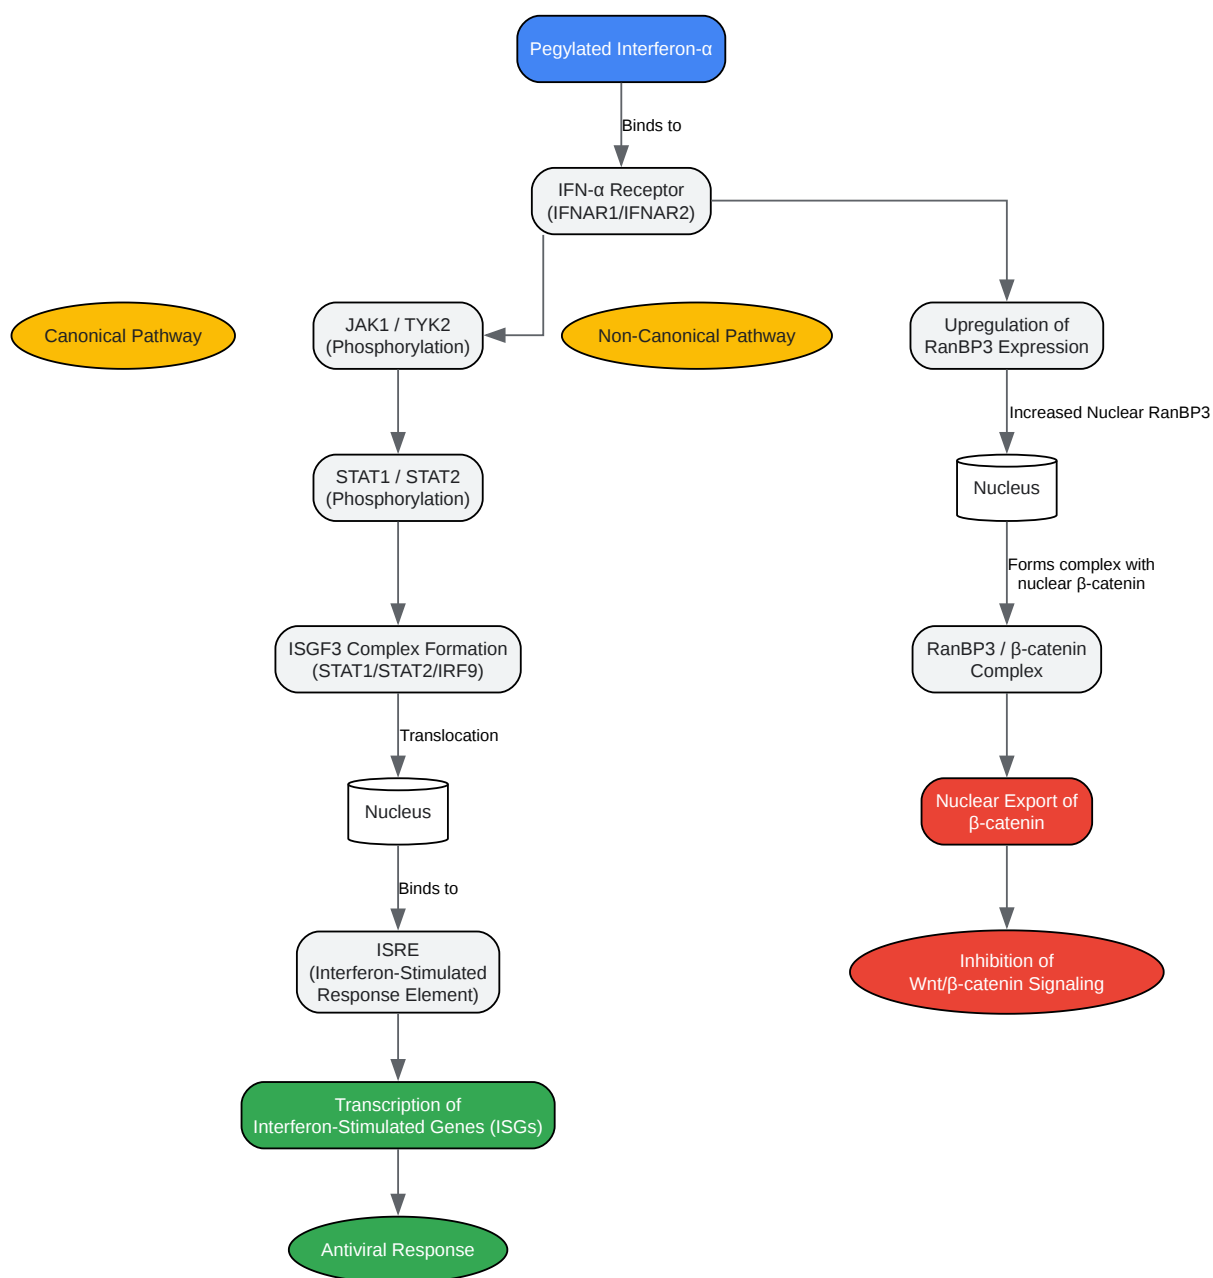 Pegylated Interferon-α
Binds to
IFN-α Receptor
(IFNAR1/IFNAR2)
Canonical Pathway
JAK1 / TYK2
(Phosphorylation)
Non-Canonical Pathway
Upregulation of
RanBP3 Expression
Increased Nuclear RanBP3
STAT1 / STAT2
(Phosphorylation)
Nucleus
Forms complex with
nuclear β-catenin
ISGF3 Complex Formation
(STAT1/STAT2/IRF9)
RanBP3 / β-catenin
Complex
Translocation
Nucleus
Nuclear Export of
β-catenin
Binds to
ISRE
(Interferon-Stimulated
Response Element)
Inhibition of
Wnt/β-catenin Signaling
Transcription of
Interferon-Stimulated Genes (ISGs)
Antiviral Response